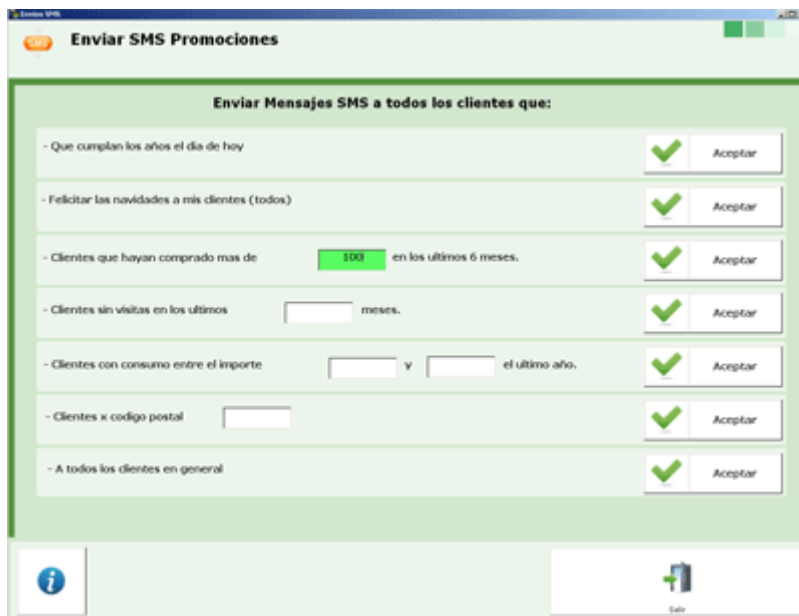 Envios SMS
SMS
Enviar SMS Promociones
Enviar Mensajes SMS a todos los clientes que:
- Que cumplan los años el dia de hoy
Aceptar
- Felicitar las navidades a mis clientes (todos)
Aceptar
- Clientes que hayan comprado mas de 100 en los ultimos 6 meses.
Aceptar
- Clientes sin visitas en los ultimos meses.
Aceptar
- Clientes con consumo entre el importe y el ultimo año.
Aceptar
- Clientes x codigo postal
Aceptar
- A todos los clientes en general
Aceptar
Salir